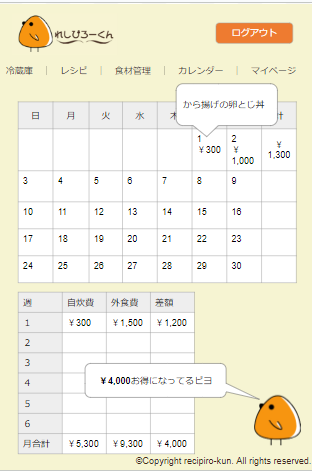 れしぴろーくん
ログアウト
冷蔵庫 | レシピ | 食材管理 | カレンダー | マイページ
から揚げの卵とじ丼
日 月 火 水 木 計
1 ￥300
2 ￥1,000
￥1,300
3 4 5 6 7 8 9
10 11 12 13 14 15 16
17 18 19 20 21 22 23
24 25 26 27 28 29 30
週 自炊費 外食費 差額
1 ￥300 ￥1,500 ￥1,200
2
3
4
5
6
￥4,000お得になってるピヨ
月合計 ￥5,300 ￥9,300 ￥4,000
©Copyright recipiro-kun. All rights reserved.